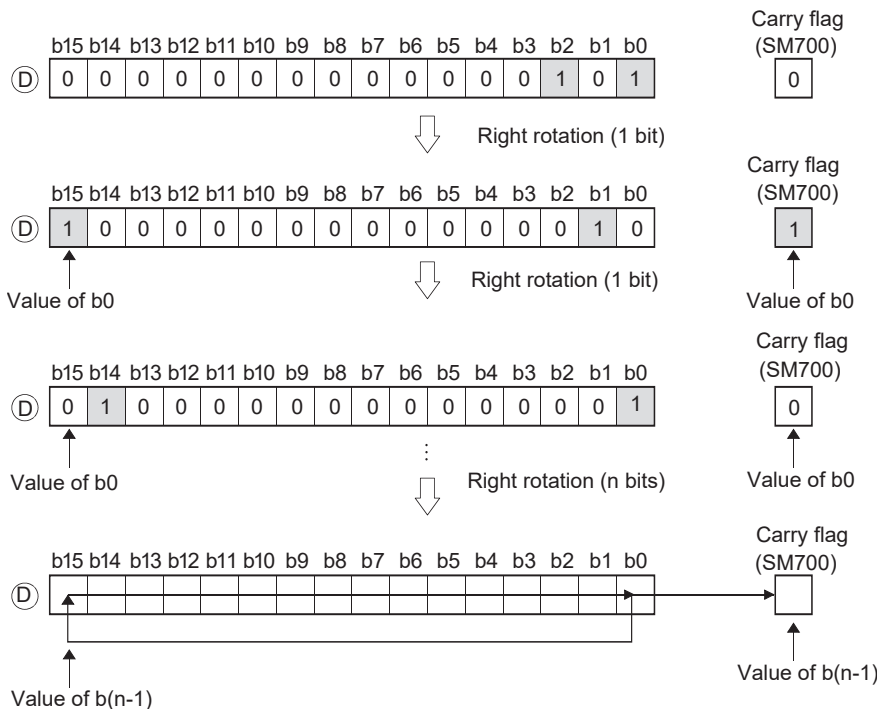 Carry flag
(SM700)
b15 b14 b13 b12 b11 b10 b9 b8 b7 b6 b5 b4 b3 b2 b1 b0
D 0 0 0 0 0 0 0 0 0 0 0 0 0 1 0 1 0
Right rotation (1 bit)
Carry flag
(SM700)
b15 b14 b13 b12 b11 b10 b9 b8 b7 b6 b5 b4 b3 b2 b1 b0
D 1 0 0 0 0 0 0 0 0 0 0 0 0 0 1 0 1
Right rotation (1 bit)
Value of b0 Value of b0
Carry flag
(SM700)
b15 b14 b13 b12 b11 b10 b9 b8 b7 b6 b5 b4 b3 b2 b1 b0
D 0 1 0 0 0 0 0 0 0 0 0 0 0 0 0 1 0
Value of b0 Right rotation (n bits) Value of b0
Carry flag
(SM700)
b15 b14 b13 b12 b11 b10 b9 b8 b7 b6 b5 b4 b3 b2 b1 b0
D
Value of b(n-1) Value of b(n-1)